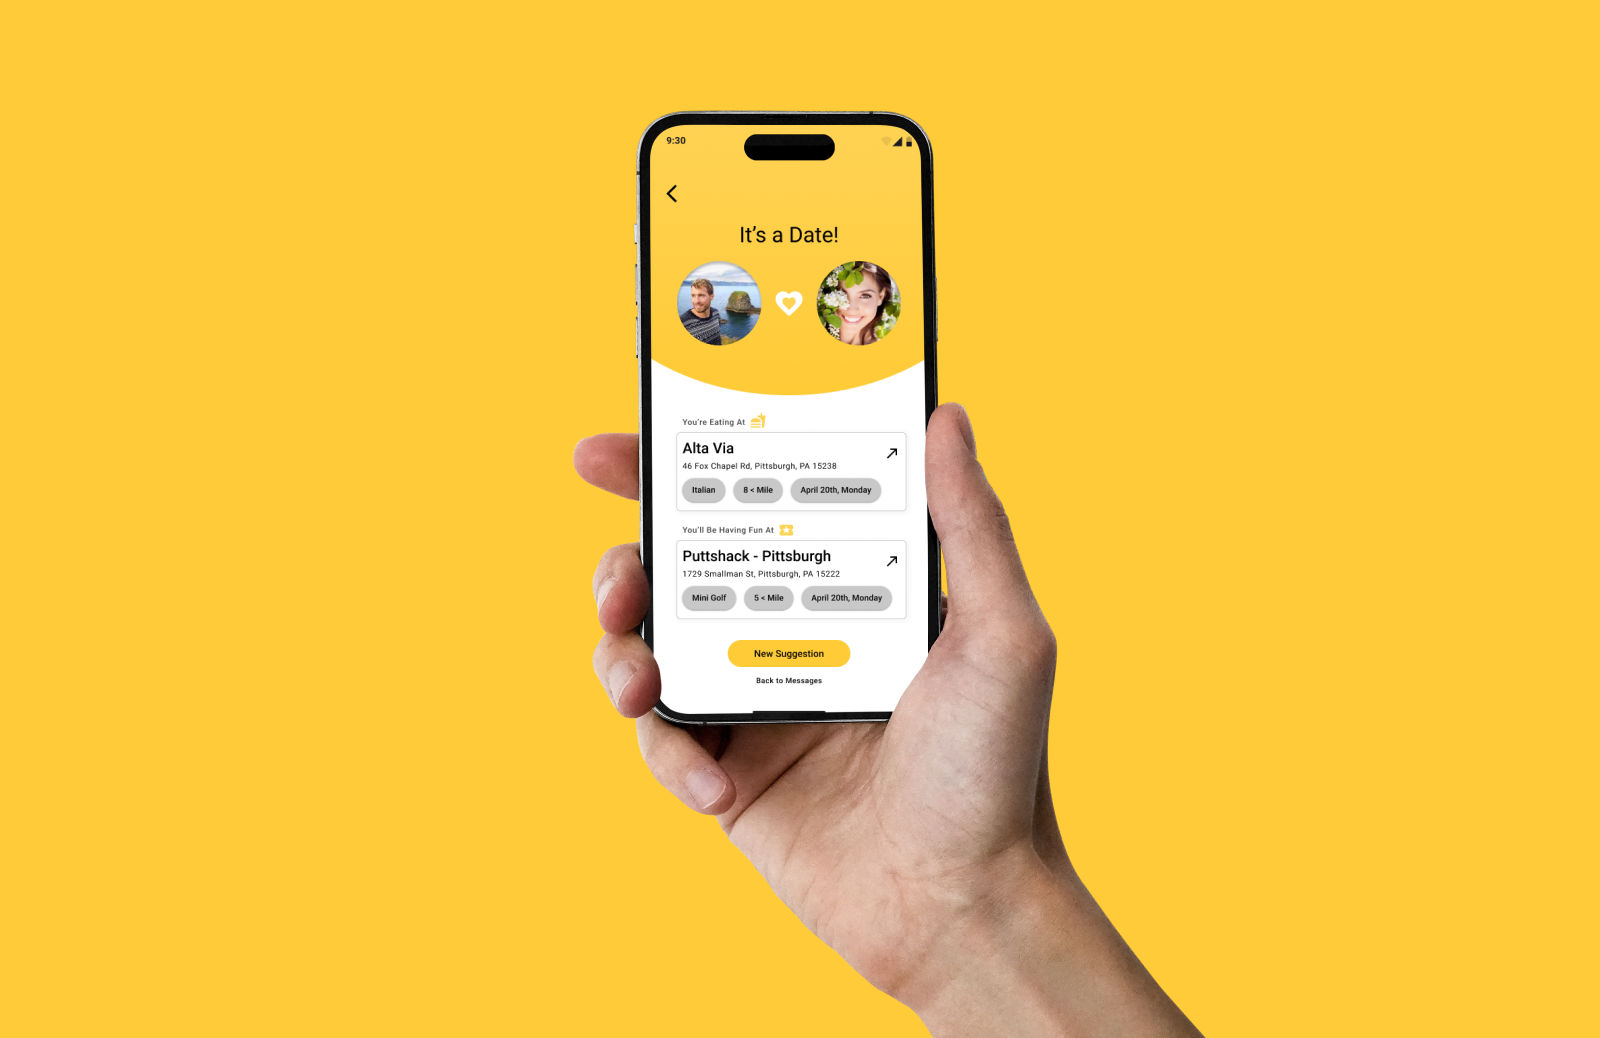 9:30
It's a Date!
You're Eating At
Alta Via
46 Fox Chapel Rd, Pittsburgh, PA 15238
Italian
8 < Mile
April 20th, Monday
You'll Be Having Fun At
Puttshack - Pittsburgh
1729 Smallman St, Pittsburgh, PA 15222
Mini Golf
5 < Mile
April 20th, Monday
New Suggestion
Back to Messages